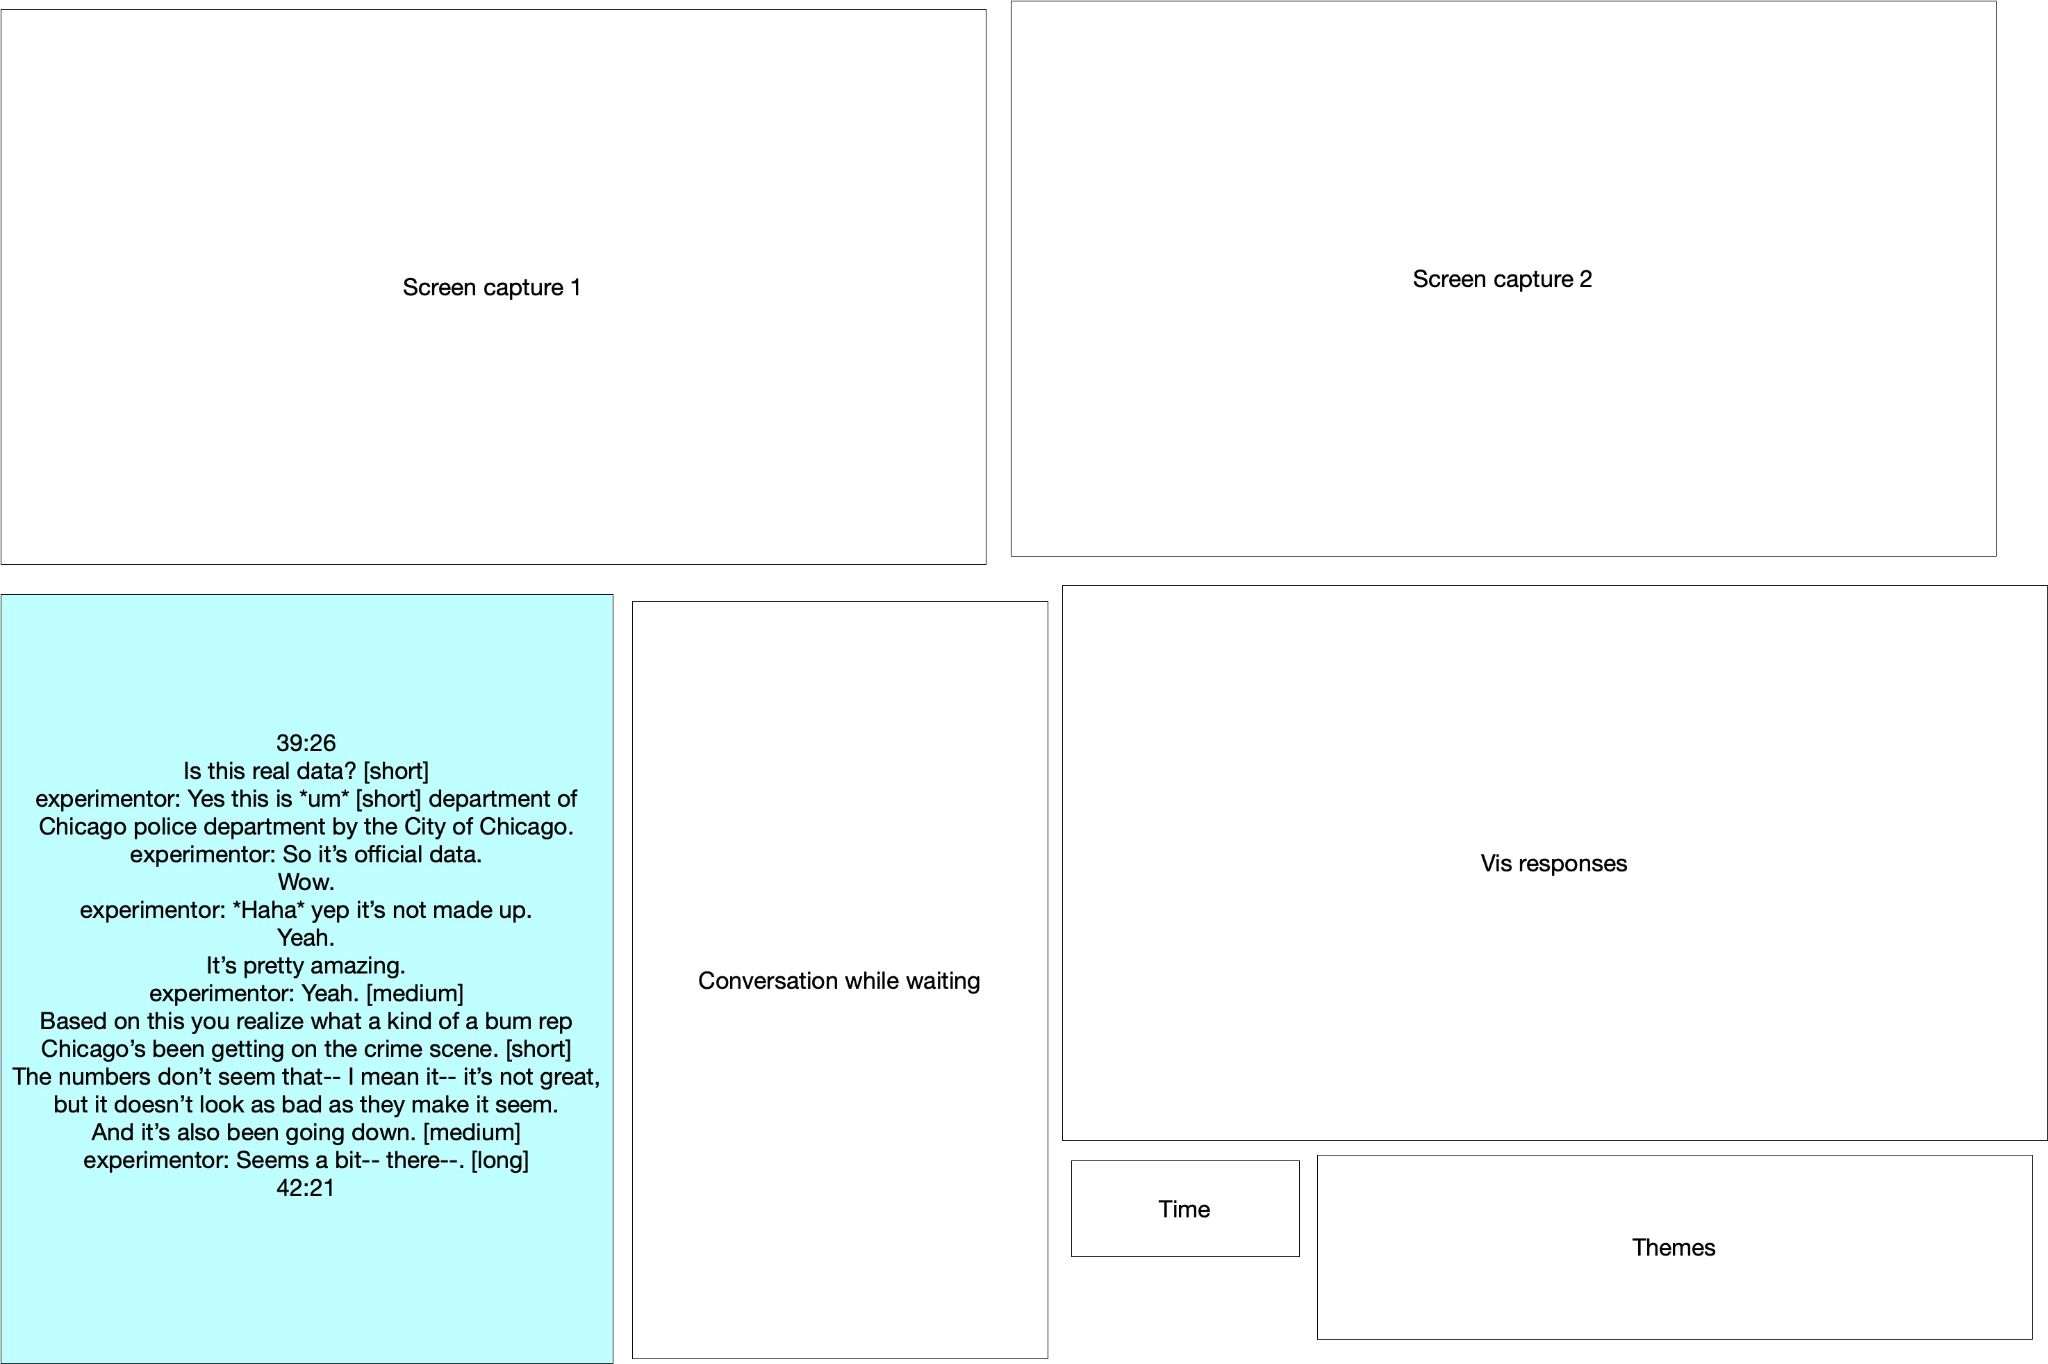 Screen capture 1
Screen capture 2
39:26
Is this real data? [short]
experimentor: Yes this is *um* [short] department of
Chicago police department by the City of Chicago.
experimentor: So it’s official data.
Wow.
experimentor: *Haha* yep it’s not made up.
Yeah.
It’s pretty amazing.
experimentor: Yeah. [medium]
Based on this you realize what a kind of a bum rep
Chicago’s been getting on the crime scene. [short]
The numbers don’t seem that-- I mean it-- it’s not great,
but it doesn’t look as bad as they make it seem.
And it’s also been going down. [medium]
experimentor: Seems a bit-- there--. [long]
42:21
Conversation while waiting
Vis responses
Time
Themes